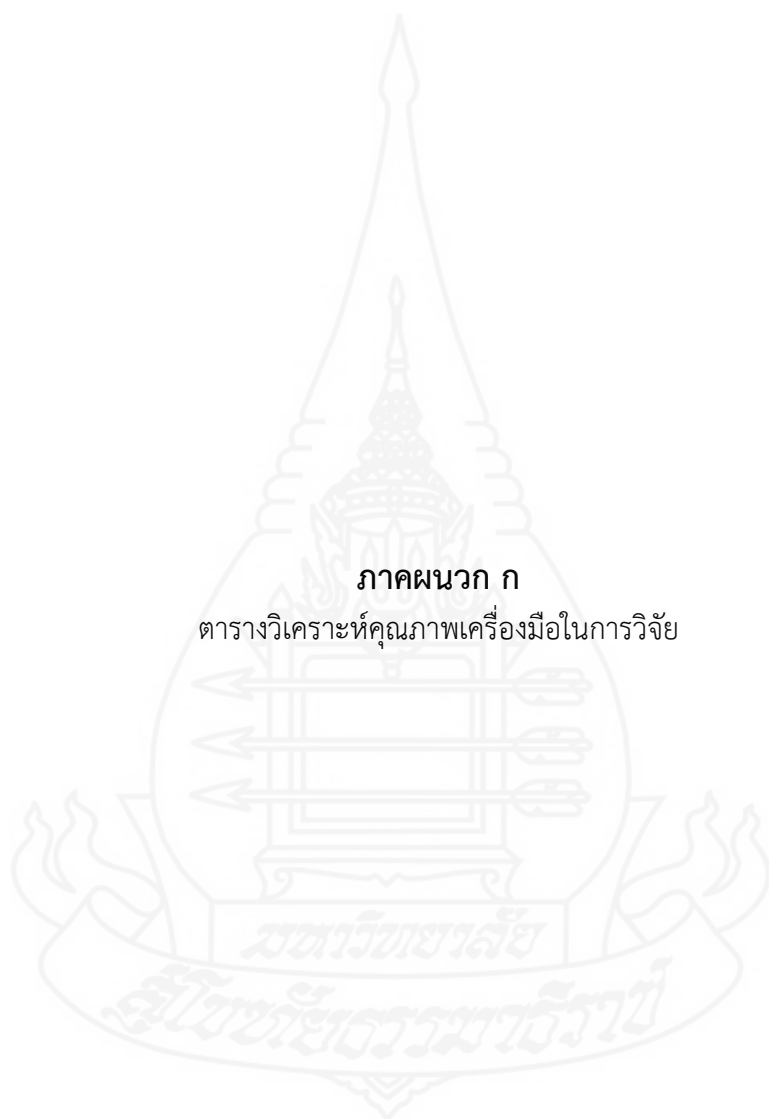 ภาคผนวก ก
ตารางวิเคราะห์คุณภาพเครื่องมือในการวิจัย
มหาวิทยาลัย
สุโขทัยธรรมาธิราช